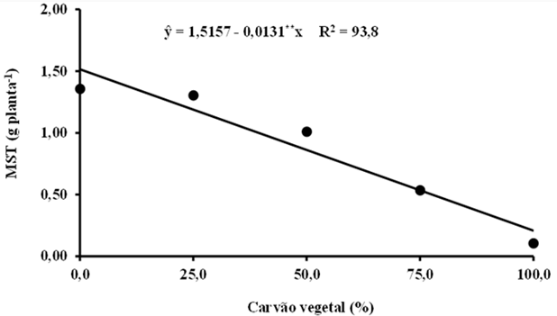 2,00
ŷ = 1,5157 - 0,0131**x R² = 93,8
1,50
1,00
0,50
0,00
MST (g planta⁻¹)
0,0 25,0 50,0 75,0 100,0
Carvão vegetal (%)